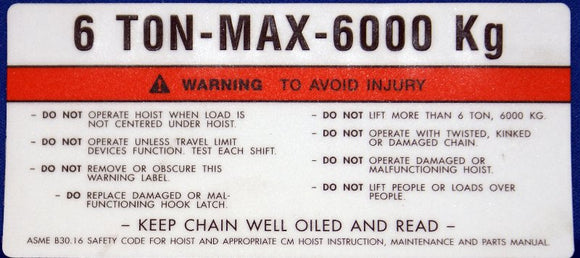 6 TON-MAX-6000 Kg
WARNING TO AVOID INJURY
- DO NOT OPERATE HOIST WHEN LOAD IS
NOT CENTERED UNDER HOIST.
- DO NOT OPERATE UNLESS TRAVEL LIMIT
DEVICES FUNCTION. TEST EACH SHIFT.
- DO NOT REMOVE OR OBSCURE THIS
WARNING LABEL.
- DO REPLACE DAMAGED OR MAL-
FUNCTIONING HOOK LATCH.
- DO NOT LIFT MORE THAN 6 TON, 6000 KG.
- DO NOT OPERATE WITH TWISTED, KINKED
OR DAMAGED CHAIN.
- DO NOT OPERATE DAMAGED OR
MALFUNCTIONING HOIST.
- DO NOT LIFT PEOPLE OR LOADS OVER
PEOPLE.
- KEEP CHAIN WELL OILED AND READ -
ASME B30.16 SAFETY CODE FOR HOIST AND APPROPRIATE CM HOIST INSTRUCTION, MAINTENANCE AND PARTS MANUAL.